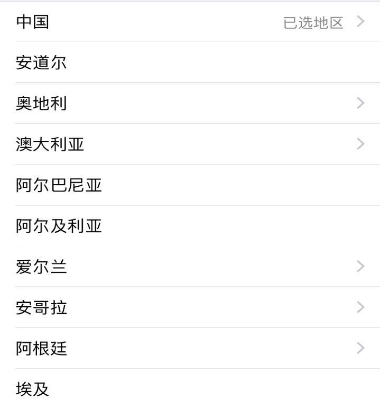 中国 已选地区
安道尔
奥地利
澳大利亚
阿尔巴尼亚
阿尔及利亚
爱尔兰
安哥拉
阿根廷
埃及